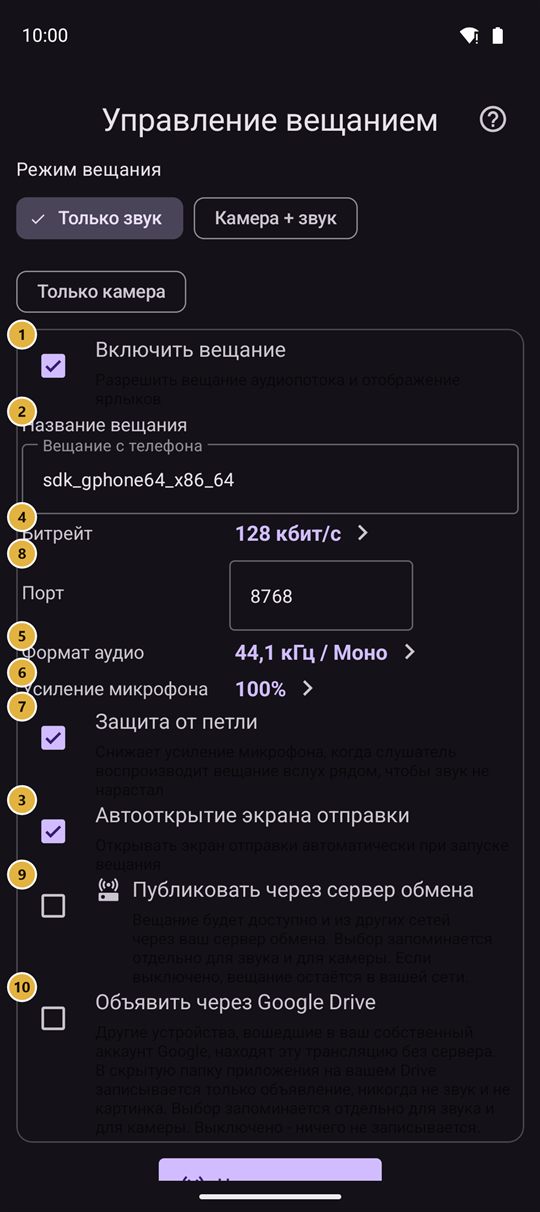 10:00
Управление вещанием
Режим вещания
Только звук
Камера + звук
Только камера
1
Включить вещание
Разрешить вещание аудиопотока и отображение
ярлыков
2
Название вещания
Вещание с телефона
sdk_gphone64_x86_64
4
Битрейт
128 кбит/с
8
Порт
8768
5
Формат аудио
44,1 кГц / Моно
6
Усиление микрофона
100%
7
Защита от петли
Снижает усиление микрофона, когда слушатель
воспроизводит вещание вслух рядом, чтобы звук не
нарастал
3
Автооткрытие экрана отправки
Открывать экран отправки автоматически при запуске
вещания
9
Публиковать через сервер обмена
Вещание будет доступно и из других сетей
через ваш сервер обмена. Выбор запоминается
отдельно для звука и для камеры. Если
выключено, вещание остаётся в вашей сети.
10
Объявить через Google Drive
Другие устройства, вошедшие в ваш собственный
аккаунт Google, находят эту трансляцию без сервера.
В скрытую папку приложения на вашем Drive
записывается только объявление, никогда не звук и не
картинка. Выбор запоминается отдельно для звука и
для камеры. Выключено - ничего не записывается.